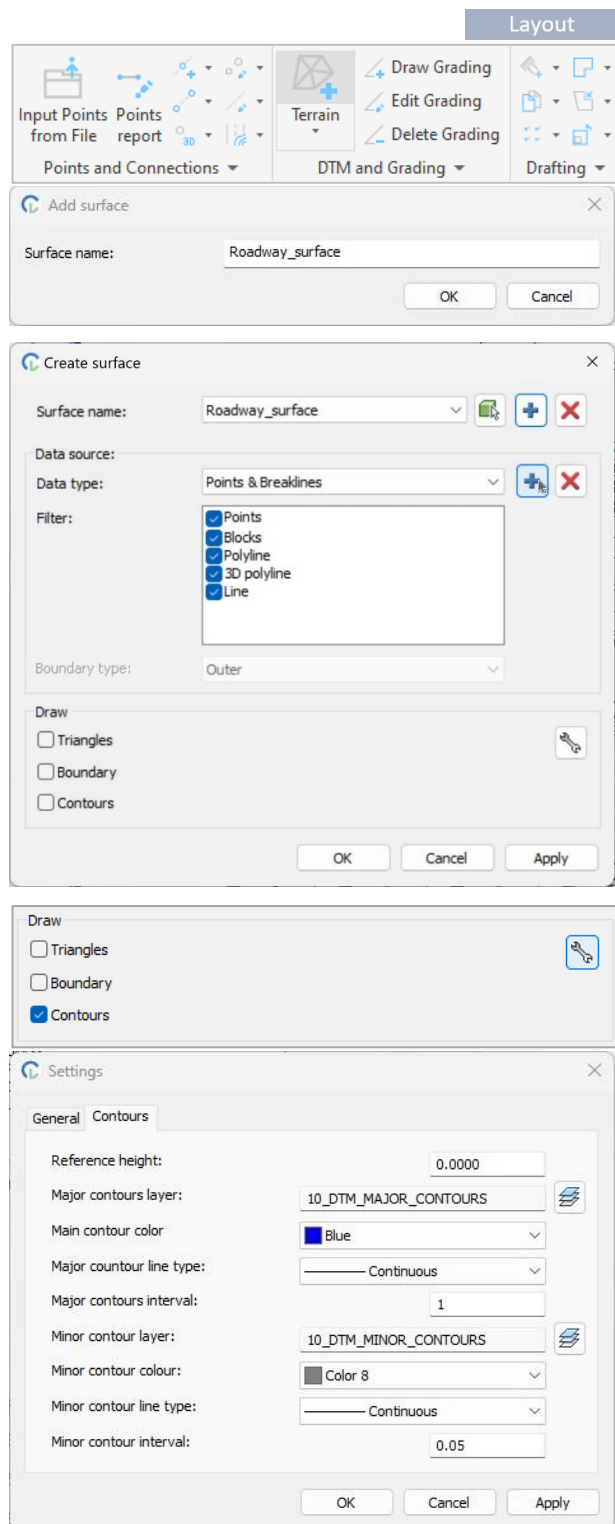 Layout
Input Points from File
Points report
3D
Terrain
Draw Grading
Edit Grading
Delete Grading
Points and Connections
DTM and Grading
Drafting
Add surface
Surface name:
Roadway_surface
OK
Cancel
Create surface
Surface name:
Roadway_surface
Data source:
Data type:
Points & Breaklines
Filter:
Points
Blocks
Polyline
3D polyline
Line
Boundary type:
Outer
Draw
Triangles
Boundary
Contours
OK
Cancel
Apply
Draw
Triangles
Boundary
Contours
Settings
General
Contours
Reference height:
0.0000
Major contours layer:
10_DTM_MAJOR_CONTOURS
Main contour color
Blue
Major countour line type:
Continuous
Major contours interval:
1
Minor contour layer:
10_DTM_MINOR_CONTOURS
Minor contour colour:
Color 8
Minor contour line type:
Continuous
Minor contour interval:
0.05
OK
Cancel
Apply